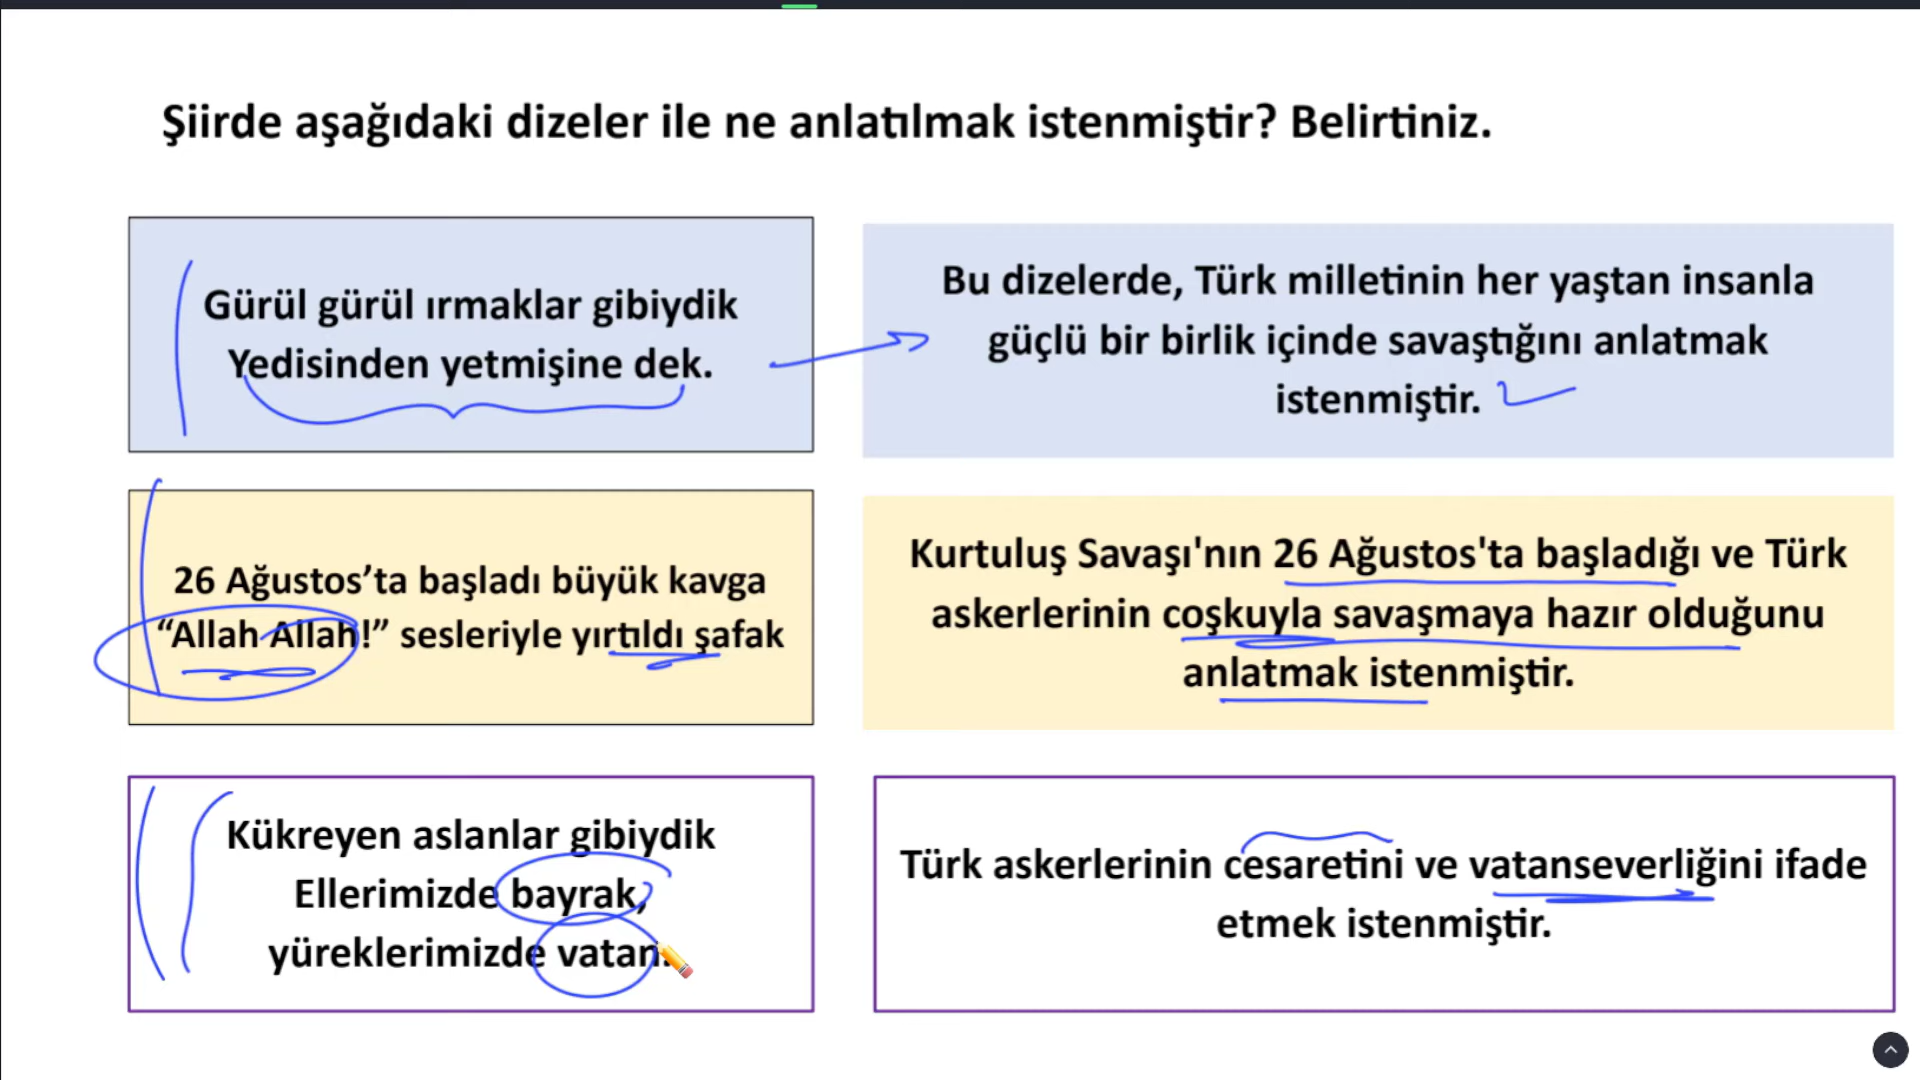 Şiirde aşağıdaki dizeler ile ne anlatılmak istenmiştir? Belirtiniz.
Gürül gürül ırmaklar gibiydik
Yedisinden yetmişine dek.
Bu dizelerde, Türk milletinin her yaştan insanla
güçlü bir birlik içinde savaştığını anlatmak
istenmiştir.
26 Ağustos’ta başladı büyük kavga
“Allah Allah!” sesleriyle yırtıldı şafak
Kurtuluş Savaşı'nın 26 Ağustos'ta başladığı ve Türk
askerlerinin coşkuyla savaşmaya hazır olduğunu
anlatmak istenmiştir.
Kükreyen aslanlar gibiydik
Ellerimizde bayrak,
yüreklerimizde vatan.
Türk askerlerinin cesaretini ve vatanseverliğini ifade
etmek istenmiştir.